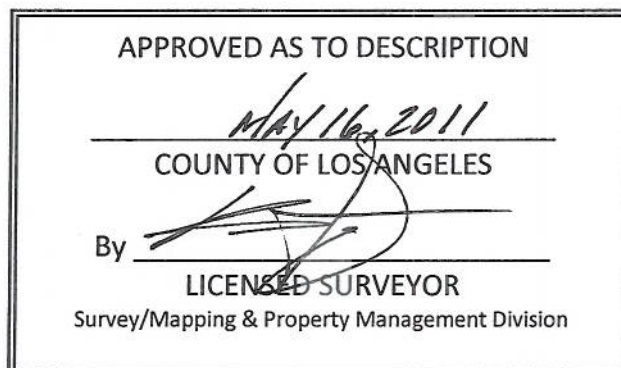 APPROVED AS TO DESCRIPTION
MAY 16, 2011
COUNTY OF LOS ANGELES
By
LICENSED SURVEYOR
Survey/Mapping & Property Management Division